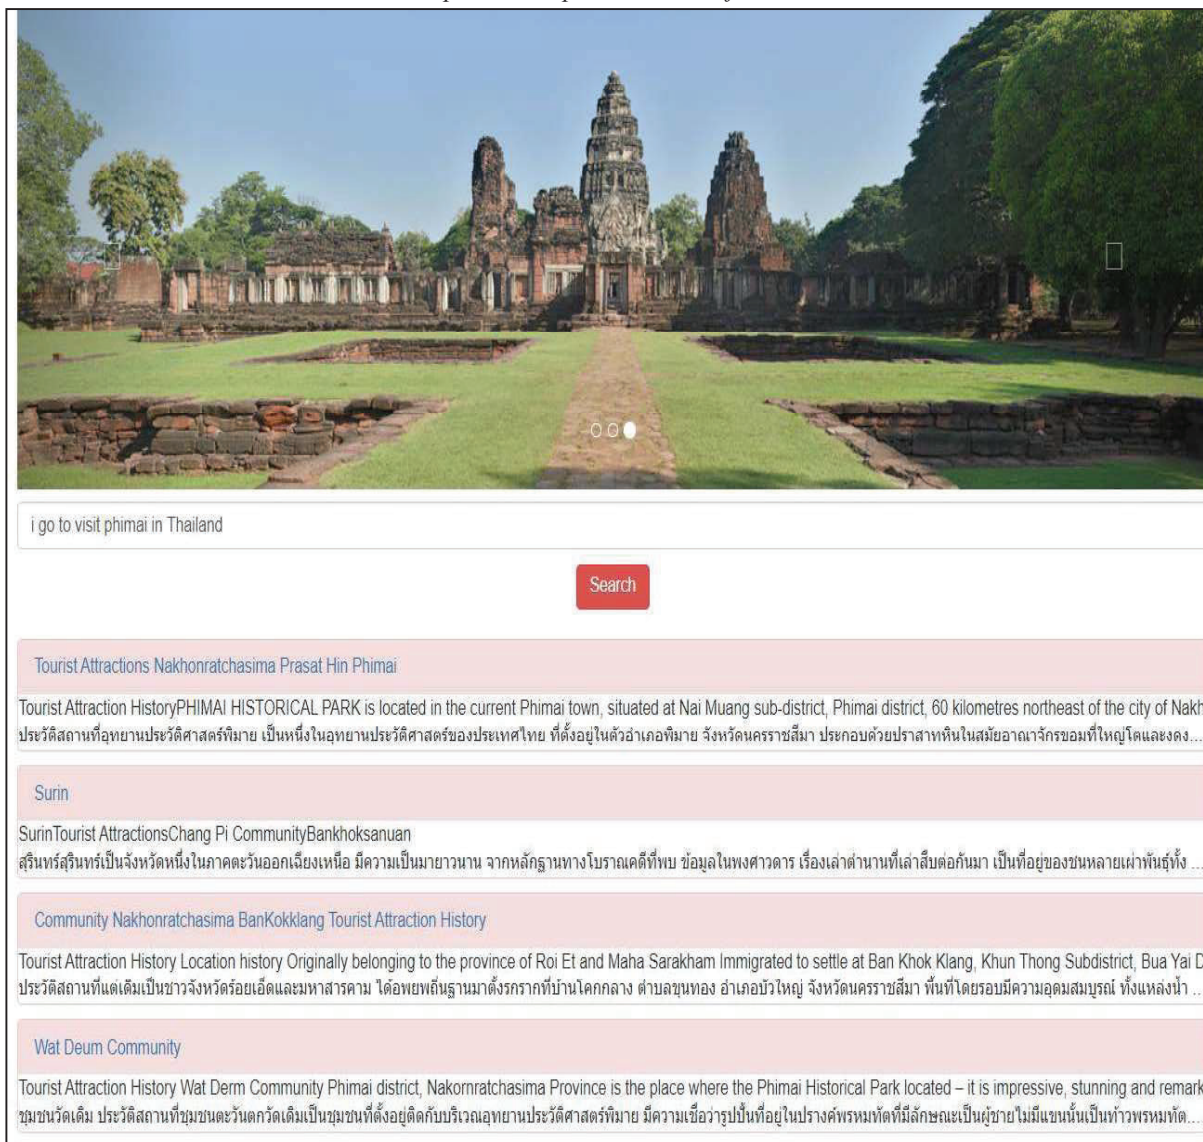 i go to visit phimai in Thailand
Search
Tourist Attractions Nakhonratchasima Prasat Hin Phimai
Tourist Attraction HistoryPHIMAI HISTORICAL PARK is located in the current Phimai town, situated at Nai Muang sub-district, Phimai district, 60 kilometres northeast of the city of Nakh
ประวัติสถานที่อุทยานประวัติศาสตร์พิมาย เป็นหนึ่งในอุทยานประวัติศาสตร์ของประเทศไทย ที่ตั้งอยู่ในตัวอำเภอพิมาย จังหวัดนครราชสีมา ประกอบด้วยปราสาทหินในสมัยอาณาจักรขอมที่ใหญ่โตและงดง...
Surin
SurinTourist AttractionsChang Pi CommunityBankhoksanuan
สุรินทร์สุรินทร์เป็นจังหวัดหนึ่งในภาคตะวันออกเฉียงเหนือ มีความเป็นมายาวนาน จากหลักฐานทางโบราณคดีที่พบ ข้อมูลในพงศาวดาร เรื่องเล่าตำนานที่เล่าสืบต่อกันมา เป็นที่อยู่ของชนหลายเผ่าพันธุ์ทั้ง ...
Community Nakhonratchasima BanKokklang Tourist Attraction History
Tourist Attraction History Location history Originally belonging to the province of Roi Et and Maha Sarakham Immigrated to settle at Ban Khok Klang, Khun Thong Subdistrict, Bua Yai D
ประวัติสถานที่แต่เดิมเป็นชาวจังหวัดร้อยเอ็ดและมหาสารคาม ได้อพยพถิ่นฐานมาตั้งรกรากที่บ้านโคกกลาง ตำบลขุนทอง อำเภอบัวใหญ่ จังหวัดนครราชสีมา พื้นที่โดยรอบมีความอุดมสมบูรณ์ ทั้งแหล่งน้ำ ...
Wat Deum Community
Tourist Attraction History Wat Derm Community Phimai district, Nakornratchasima Province is the place where the Phimai Historical Park located – it is impressive, stunning and remark
ชุมชนวัดเดิม ประวัติสถานที่ชุมชนตะวันตกวัดเดิมเป็นชุมชนที่ตั้งอยู่ติดกับบริเวณอุทยานประวัติศาสตร์พิมาย มีความเชื่อว่ารูปปั้นที่อยู่ในปรางค์พรหมทัตที่มีลักษณะเป็นผู้ชายไม่มีแขนนั้นเป็นท้าวพรหมทัต...